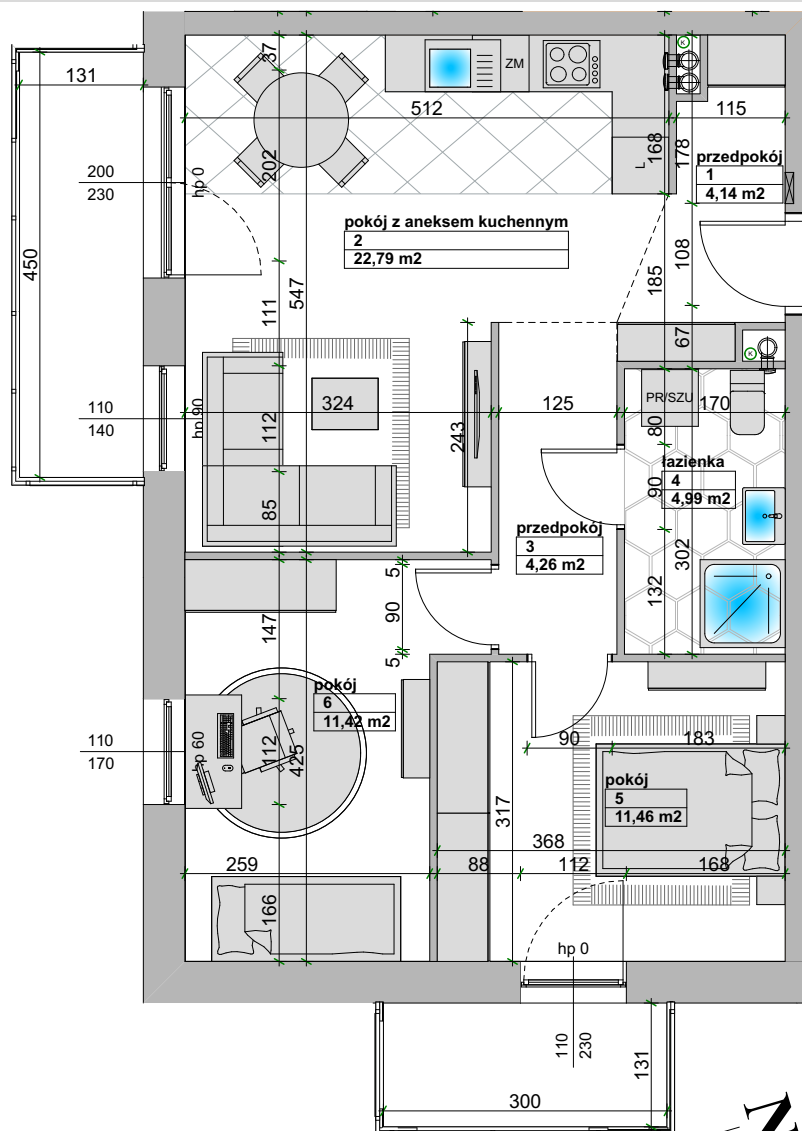 37
K
ZM
131
512
115
168
178
przedpokój
1
4,14 m2
202
L
200
230
hp 0
pokój z aneksem kuchennym
2
22,79 m2
450
547
111
185
108
67
K
324
125
PR/SZU
170
110
140
hp 90
112
243
80
łazienka
4
4,99 m2
90
85
przedpokój
3
4,26 m2
302
132
5
90
5
147
pokój
6
11,42 m2
110
170
hp 60
112
425
90
183
pokój
5
11,46 m2
317
368
259
88
112
168
166
hp 0
110
230
131
300
N